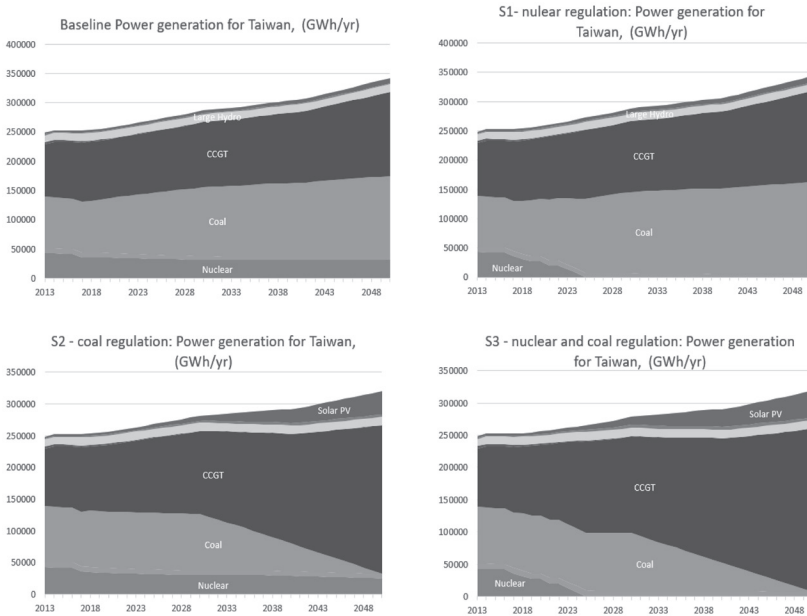 Baseline Power generation for Taiwan, (GWh/yr)
400000
350000
300000
250000
200000
150000
100000
50000
0
Large Hydro
CCGT
Coal
Nuclear
2013 2018 2023 2028 2033 2038 2043 2048
S1- nulear regulation: Power generation for
Taiwan, (GWh/yr)
400000
350000
300000
250000
200000
150000
100000
50000
0
Large Hydro
CCGT
Coal
Nuclear
2013 2018 2023 2028 2033 2038 2043 2048
S2 - coal regulation: Power generation for Taiwan,
(GWh/yr)
350000
300000
250000
200000
150000
100000
50000
0
Solar PV
CCGT
Coal
Nuclear
2013 2018 2023 2028 2033 2038 2043 2048
S3 - nuclear and coal regulation: Power generation
for Taiwan, (GWh/yr)
350000
300000
250000
200000
150000
100000
50000
0
Solar PV
CCGT
Coal
Nuclear
2013 2018 2023 2028 2033 2038 2043 2048